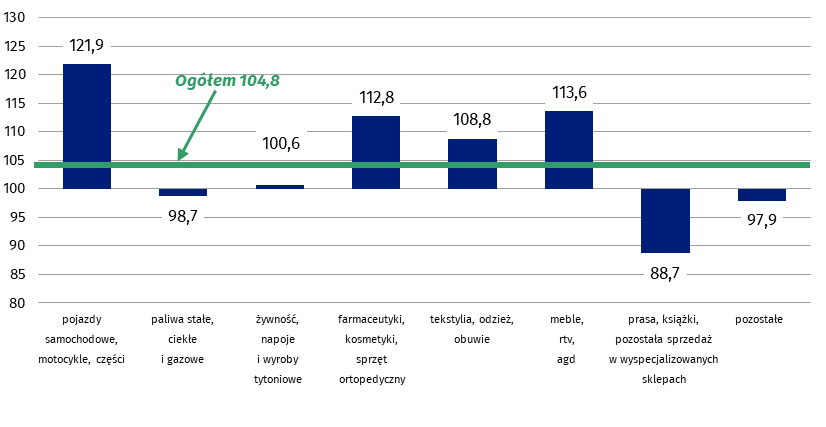 130
125
120
115
110
105
100
95
90
85
80
121,9
Ogółem 104,8
98,7
100,6
112,8
108,8
113,6
88,7
97,9
pojazdy
samochodowe,
motocykle, części
paliwa stałe,
ciekłe
i gazowe
żywność,
napoje
i wyroby
tytoniowe
farmaceutyki,
kosmetyki,
sprzęt
ortopedyczny
tekstylia, odzież,
obuwie
meble,
rtv,
agd
prasa, książki,
pozostała sprzedaż
w wyspecjalizowanych
sklepach
pozostałe